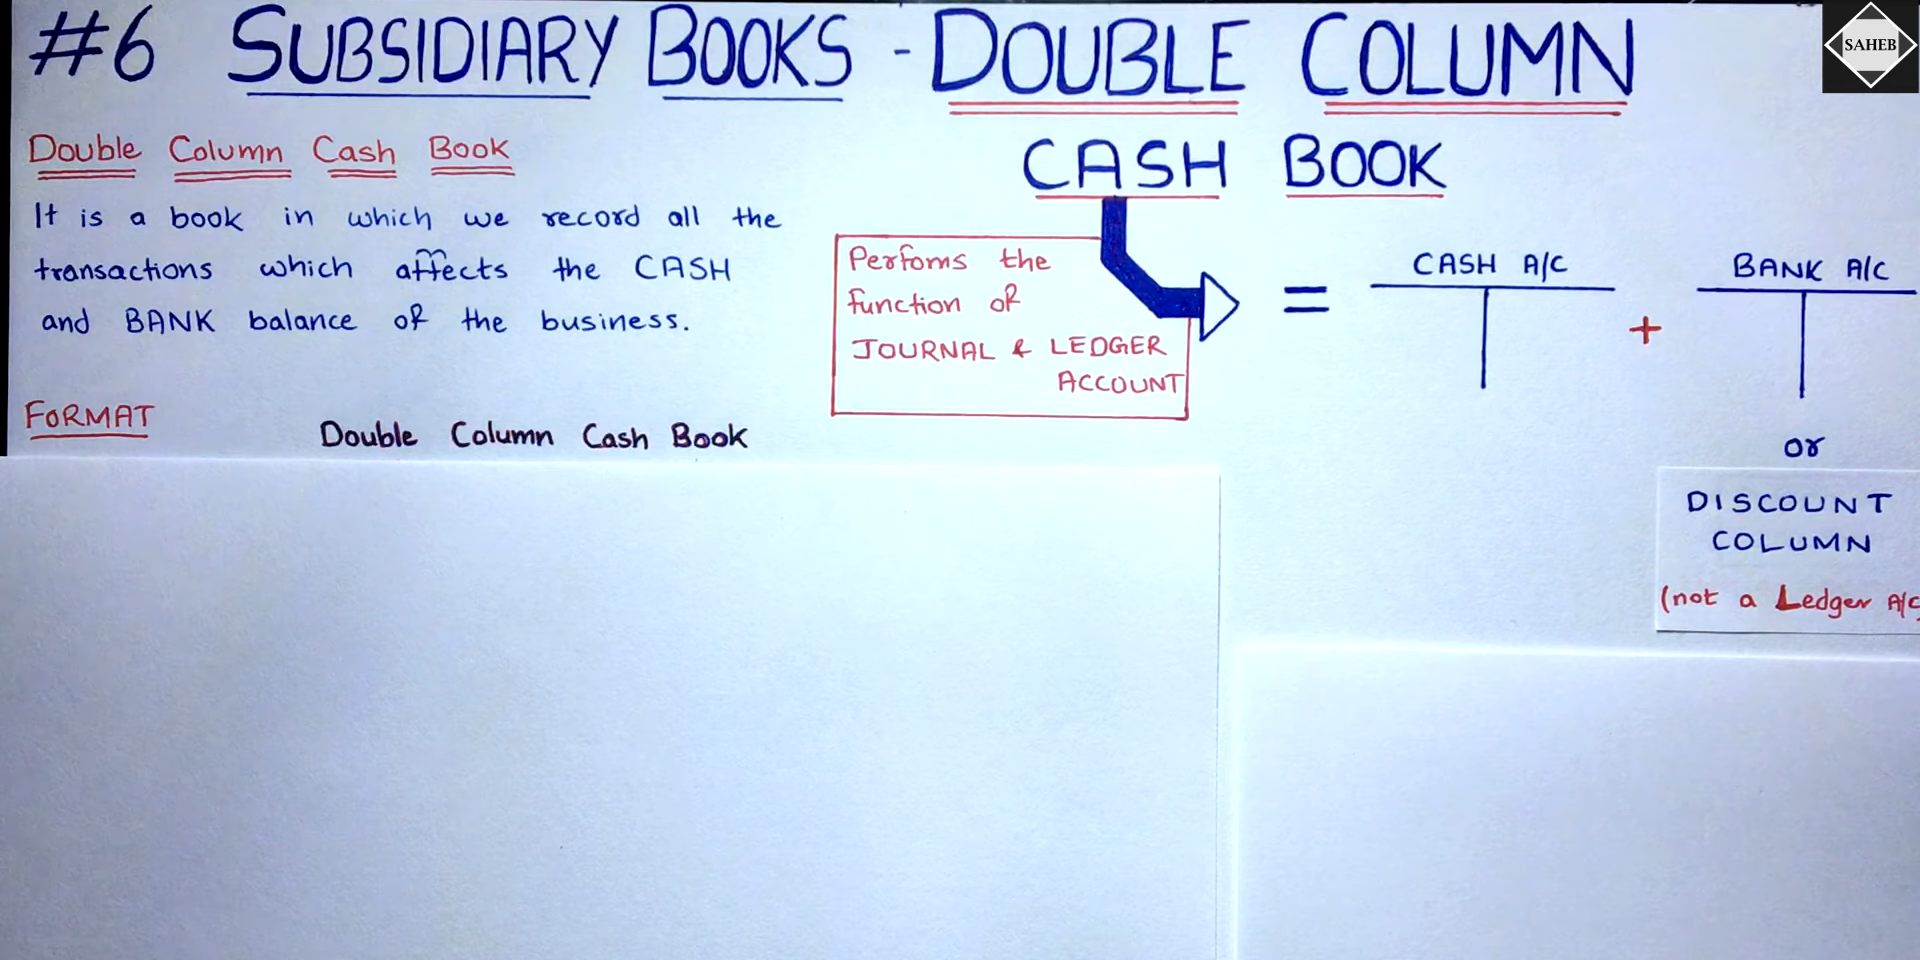 #6 SUBSIDIARY BOOKS - DOUBLE COLUMN
CASH BOOK
SAHEB
Double Column Cash Book
It is a book in which we record all the
transactions which affects the CASH
and BANK balance of the business.
Perfoms the
function of
JOURNAL & LEDGER
ACCOUNT
=
CASH A/C
+
BANK A/C
or
DISCOUNT
COLUMN
(not a Ledger A/C
FORMAT
Double Column Cash Book